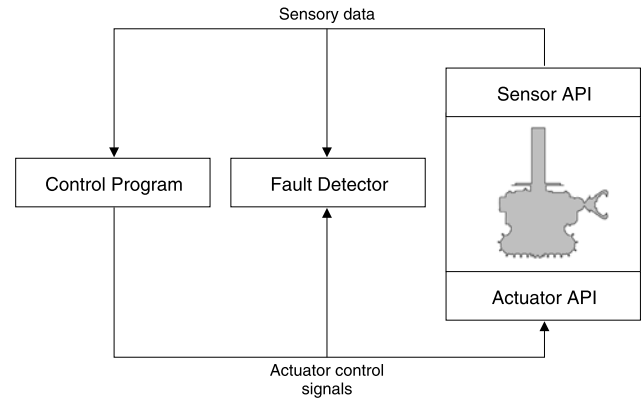 Sensory data
Sensor API
Control Program
Fault Detector
Actuator API
Actuator control
signals